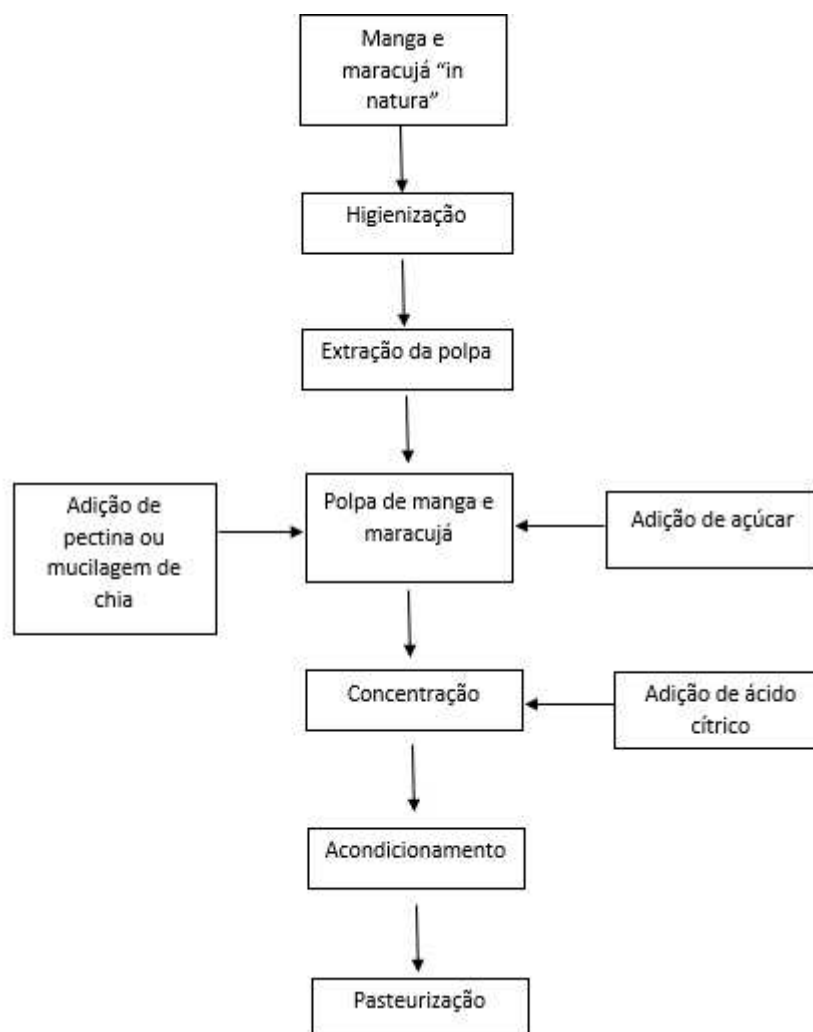 Manga e
maracujá “in
natura”
Higienização
Extração da polpa
Adição de
pectina ou
mucilagem de
chia
Polpa de manga e
maracujá
Adição de açúcar
Concentração
Adição de ácido
cítrico
Acondicionamento
Pasteurização